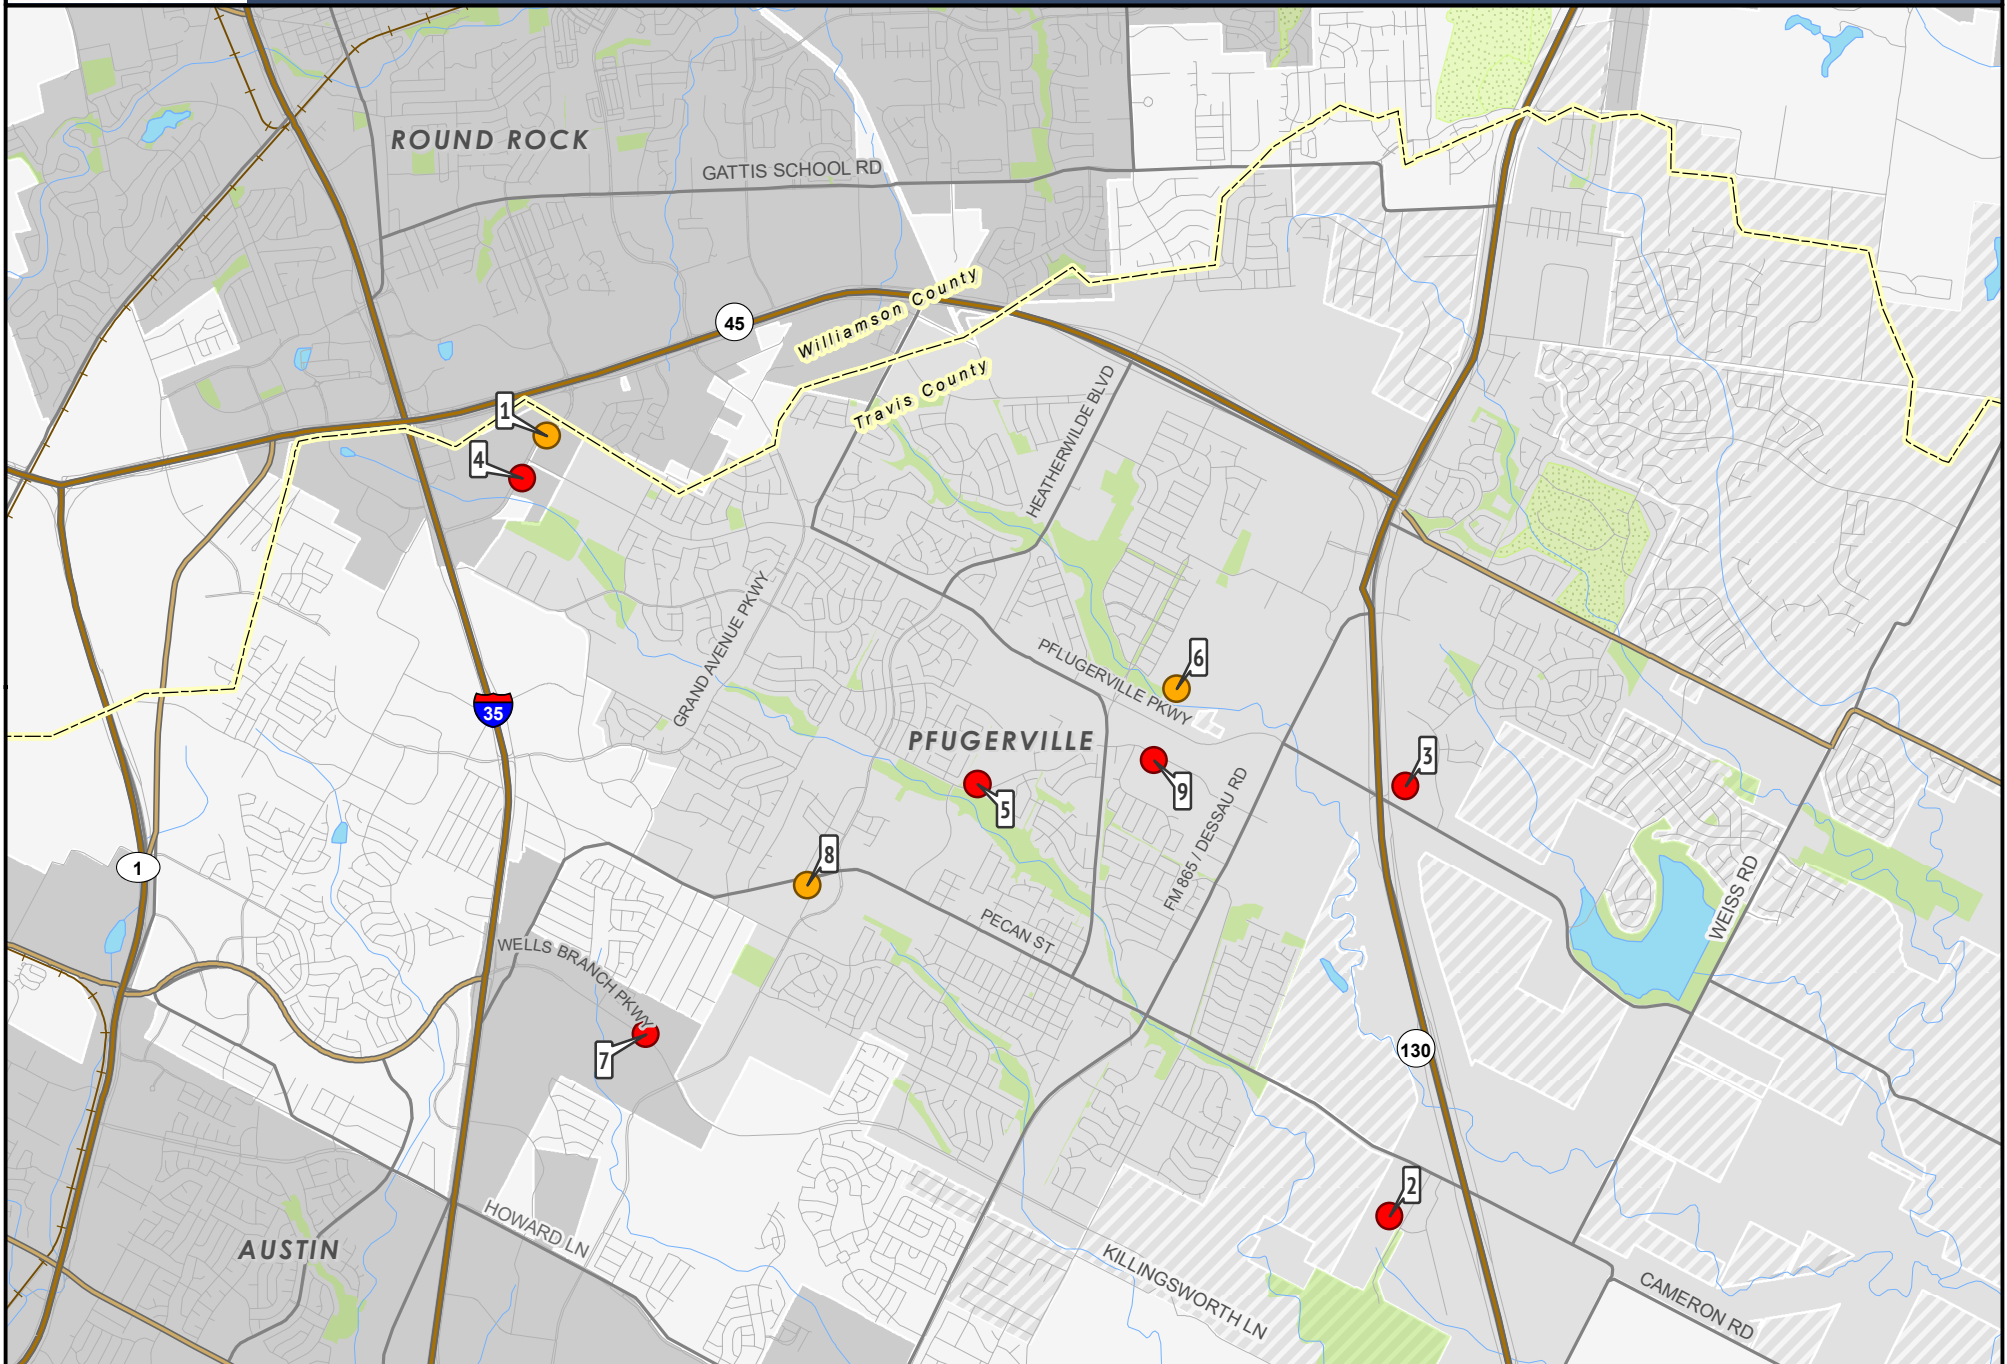 ROUND ROCK
GATTIS SCHOOL RD
Williamson County
45
Travis County
HEATHERWILDE BLVD
1
4
GRAND AVENUE PKWY
PFLUGERVILLE PKWY
6
35
PFUGERVILLE
3
9
5
FM 865 / DESSAU RD
8
1
WEISS RD
PECAN ST
WELLS BRANCH PKWY
7
130
2
HOWARD LN
AUSTIN
KILLINGSWORTH LN
CAMERON RD